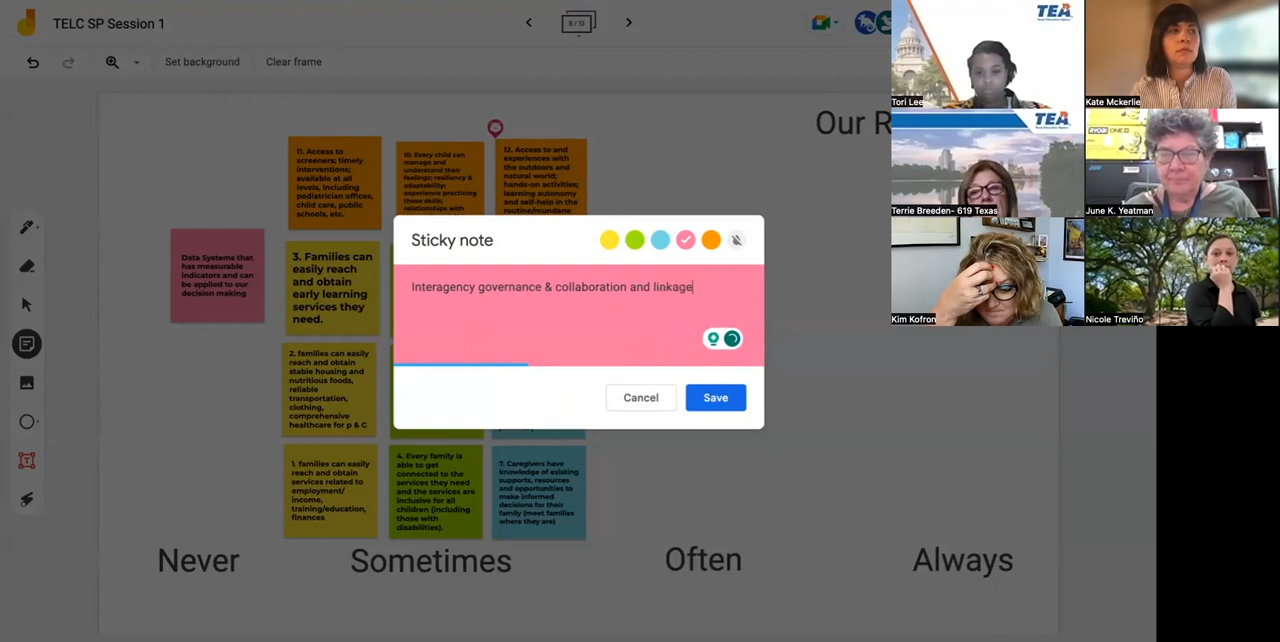 TELC SP Session 1
8 / 13
Set background
Clear frame
Our R
11. Access to
screeners; timely
interventions;
available at all
levels, including
pediatrician offices,
child care, public
schools, etc.
10. Every child can
manage and
understand their
feelings; resiliency &
adaptability;
experience practicing
these skills;
relationships with
12. Access to and
experiences with
the outdoors and
natural world;
hands-on activities;
learning autonomy
and self-help in the
routine/mundane
Data Systems that
has measurable
indicators and can
be applied to our
decision making
3. Families can
easily reach
and obtain
early learning
services they
need.
Sticky note
Interagency governance & collaboration and linkage
Cancel
Save
2. families can easily
reach and obtain
stable housing and
nutritious foods,
reliable
transportation,
clothing,
comprehensive
healthcare for p & C
1. families can easily
reach and obtain
services related to
employment/
income,
training/education,
finances
4. Every family is
able to get
connected to the
services they need
and the services are
inclusive for all
children (including
those with
disabilities).
7. Caregivers have
knowledge of existing
supports, resources
and opportunities to
make informed
decisions for their
family (meet families
where they are)
Never
Sometimes
Often
Always
TEA
Texas Education Agency
Tori Lee
Kate Mckerlie
TEA
Texas Education Agency
Terrie Breeden- 619 Texas
RYOBI ONE+
June K. Yeatman
Kim Kofron
Nicole Treviño